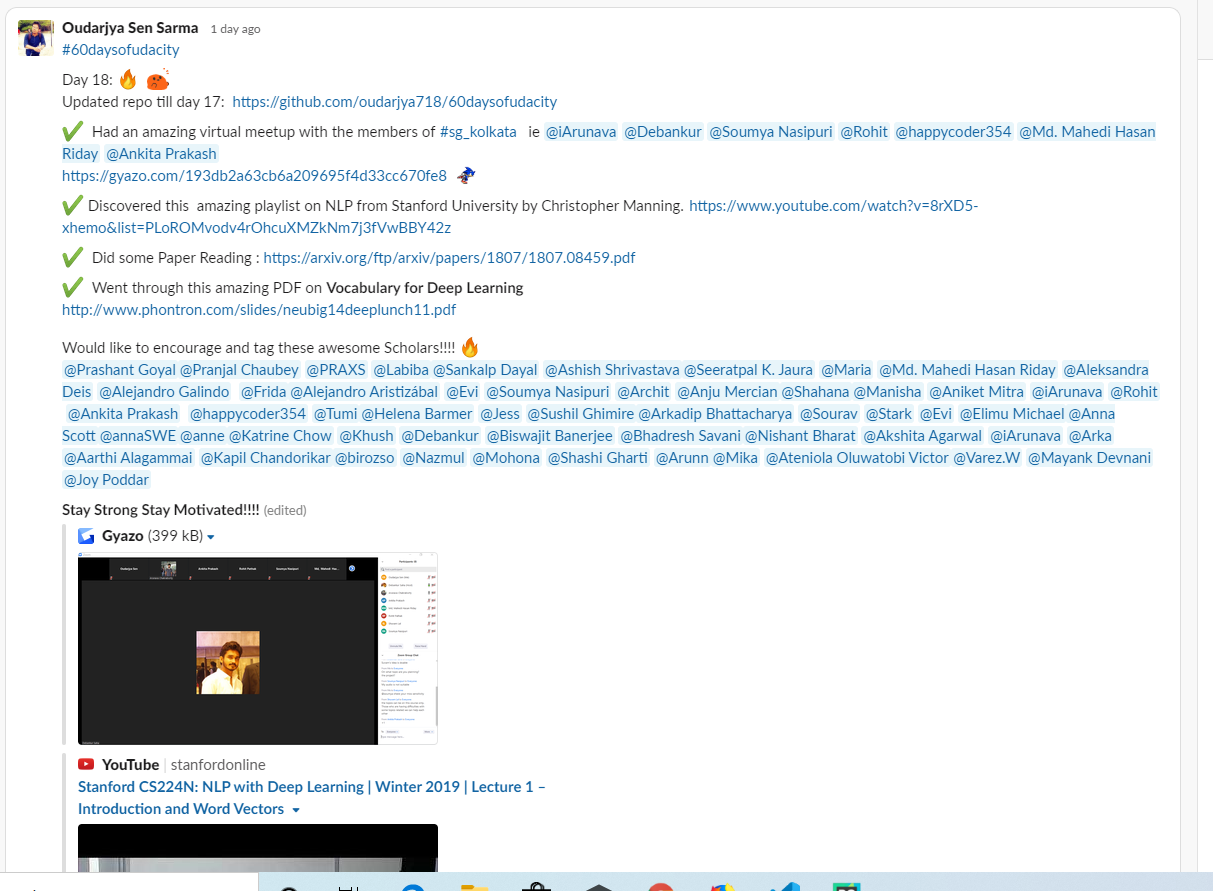 Oudarjya Sen Sarma 1 day ago
#60daysofudacity
Day 18:
Updated repo till day 17: https://github.com/oudarjya718/60daysofudacity
Had an amazing virtual meetup with the members of #sg_kolkata ie @iArunava @Debankur @Soumya Nasipuri @Rohit @happycoder354 @Md. Mahedi Hasan
Riday @Ankita Prakash
https://gyazo.com/193db2a63cb6a209695f4d33cc670fe8
Discovered this amazing playlist on NLP from Stanford University by Christopher Manning. https://www.youtube.com/watch?v=8rXD5-
xhemo&list=PLoROMvodv4rOhcuXMZkNm7j3fVwBBY42z
Did some Paper Reading : https://arxiv.org/ftp/arxiv/papers/1807/1807.08459.pdf
Went through this amazing PDF on Vocabulary for Deep Learning
http://www.phontron.com/slides/neubig14deeplunch11.pdf
Would like to encourage and tag these awesome Scholars!!!!
@Prashant Goyal @Pranjal Chaubey @PRAXS @Labiba @Sankalp Dayal @Ashish Shrivastava @Seeratpal K. Jaura @Maria @Md. Mahedi Hasan Riday @Aleksandra
Deis @Alejandro Galindo @Frida @Alejandro Aristizábal @Evi @Soumya Nasipuri @Archit @Anju Mercian @Shahana @Manisha @Aniket Mitra @iArunava @Rohit
@Ankita Prakash @happycoder354 @Tumi @Helena Barmer @Jess @Sushil Ghimire @Arkadip Bhattacharya @Sourav @Stark @Evi @Elimu Michael @Anna
Scott @annaSWE @anne @Katrine Chow @Khush @Debankur @Biswajit Banerjee @Bhadresh Savani @Nishant Bharat @Akshita Agarwal @iArunava @Arka
@Aarthi Alagammai @Kapil Chandorikar @birozso @Nazmul @Mohona @Shashi Gharti @Arunn @Mika @Ateniola Oluwatobi Victor @Varez.W @Mayank Devnani
@Joy Poddar
Stay Strong Stay Motivated!!!! (edited)
Gyazo (399 kB)
YouTube stanfordonline
Stanford CS224N: NLP with Deep Learning | Winter 2019 | Lecture 1 –
Introduction and Word Vectors